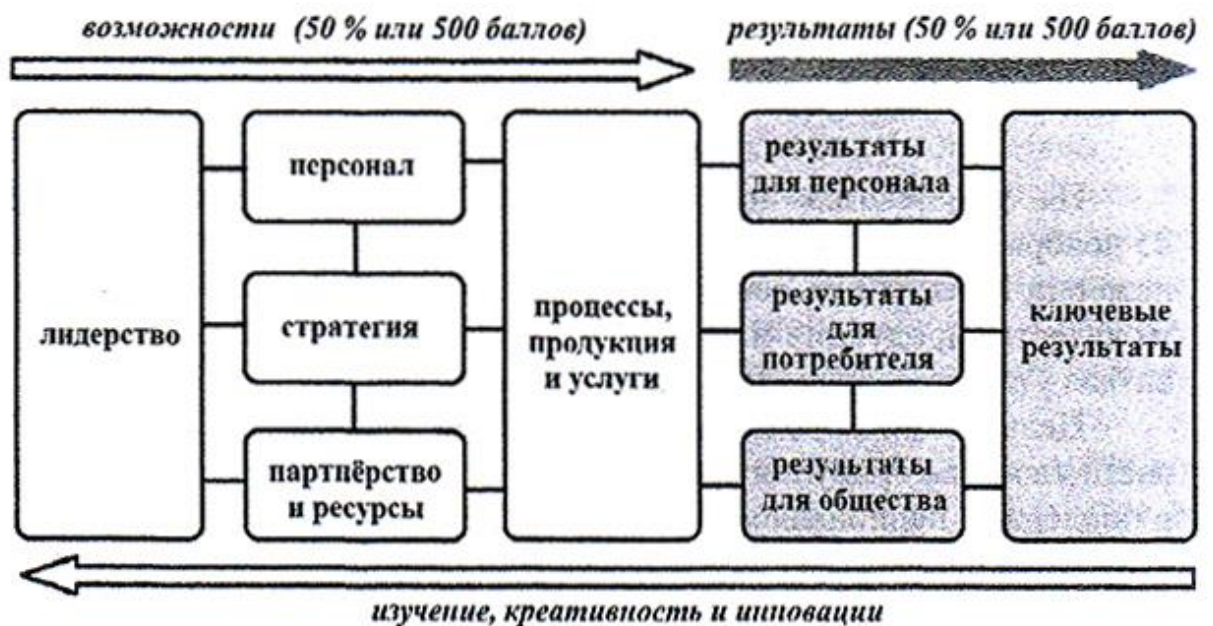 возможности (50 % или 500 баллов)
результаты (50 % или 500 баллов)
лидерство
персонал
стратегия
партнёрство
и ресурсы
процессы,
продукция
и услуги
результаты
для персонала
результаты
для
потребителя
результаты
для общества
ключевые
результаты
изучение, креативность и инновации